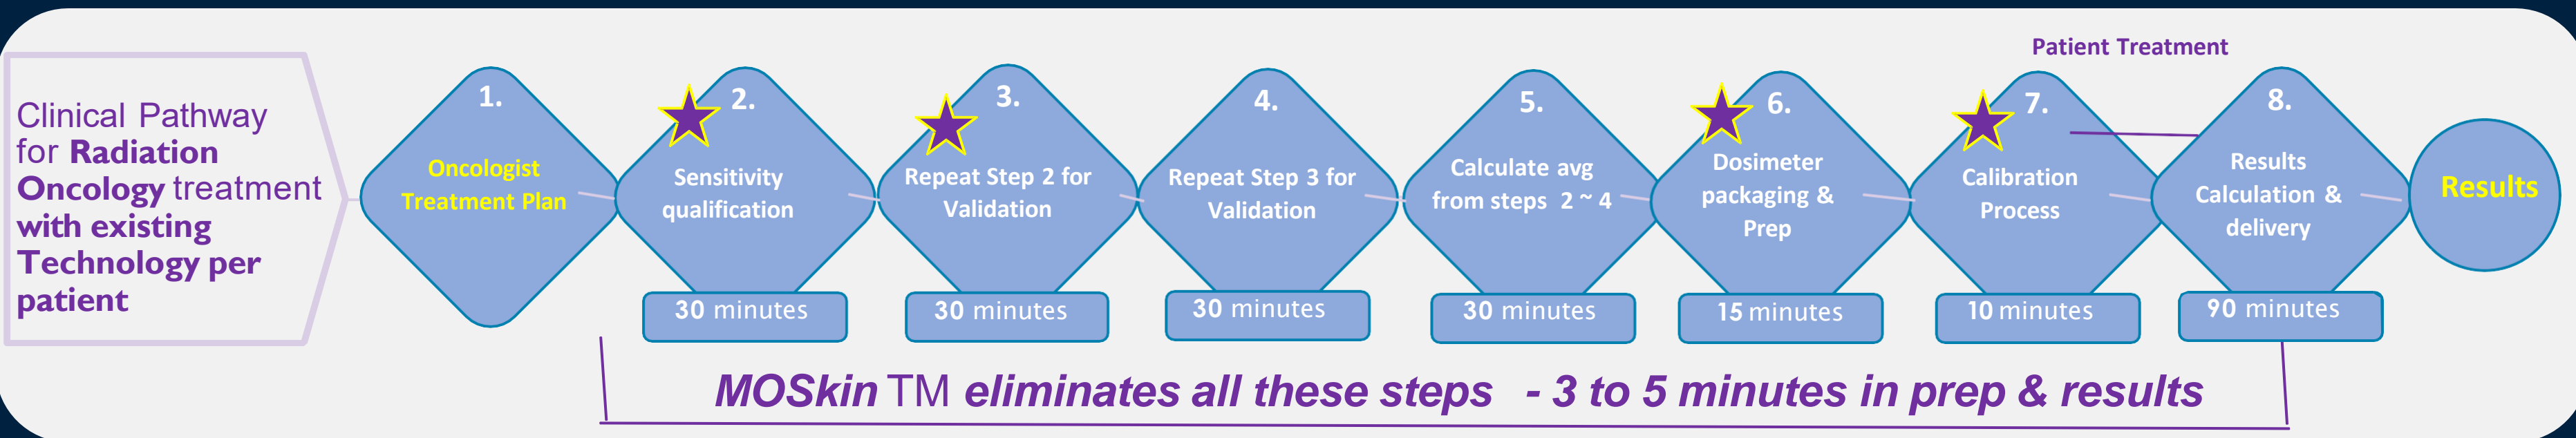 Clinical Pathway
for Radiation
Oncology treatment
with existing
Technology per
patient
1.
Oncologist
Treatment Plan
2.
Sensitivity
qualification
30 minutes
3.
Repeat Step 2 for
Validation
30 minutes
4.
Repeat Step 3 for
Validation
30 minutes
5.
Calculate avg
from steps 2 ~ 4
30 minutes
6.
Dosimeter
packaging &
Prep
15 minutes
7.
Calibration
Process
10 minutes
Patient Treatment
8.
Results
Calculation &
delivery
90 minutes
Results
MOSkin TM eliminates all these steps - 3 to 5 minutes in prep & results